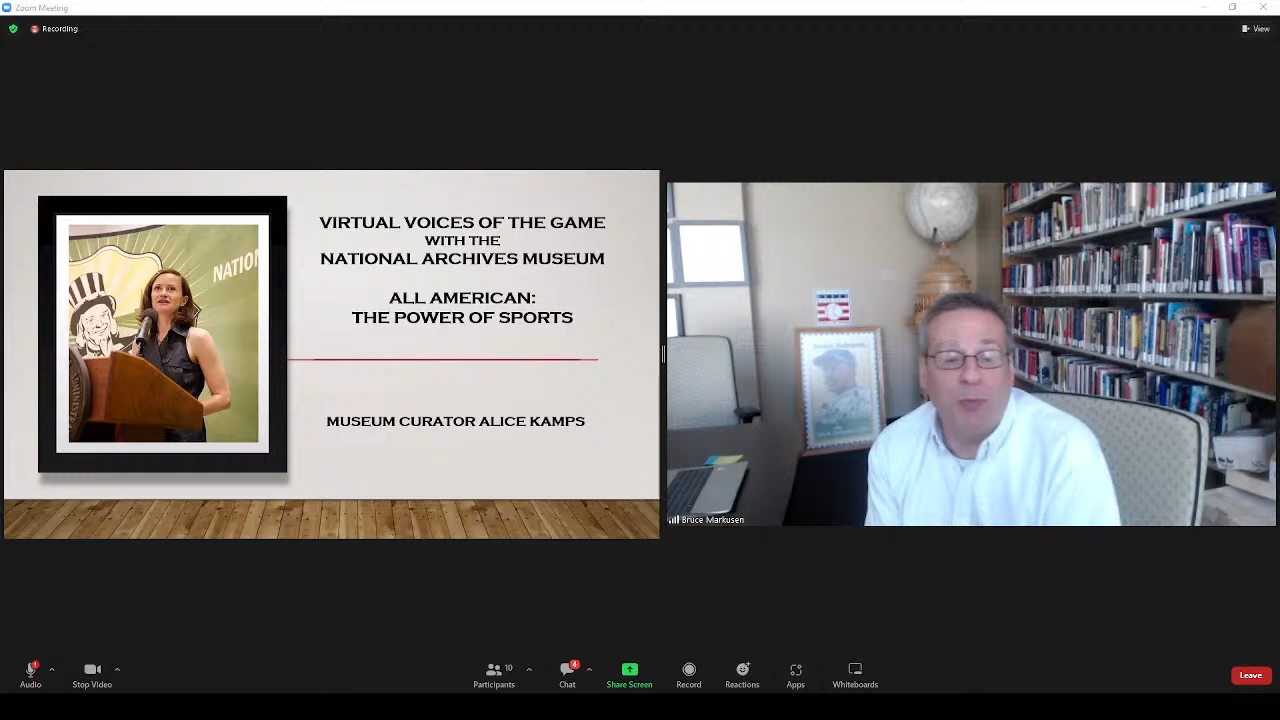 Zoom Meeting
Recording
View
NATION
VIRTUAL VOICES OF THE GAME
WITH THE
NATIONAL ARCHIVES MUSEUM
ALL AMERICAN:
THE POWER OF SPORTS
MUSEUM CURATOR ALICE KAMPS
Bruce Markusen
Audio
Stop Video
10
Participants
4
Chat
Share Screen
Record
Reactions
Apps
Whiteboards
Leave